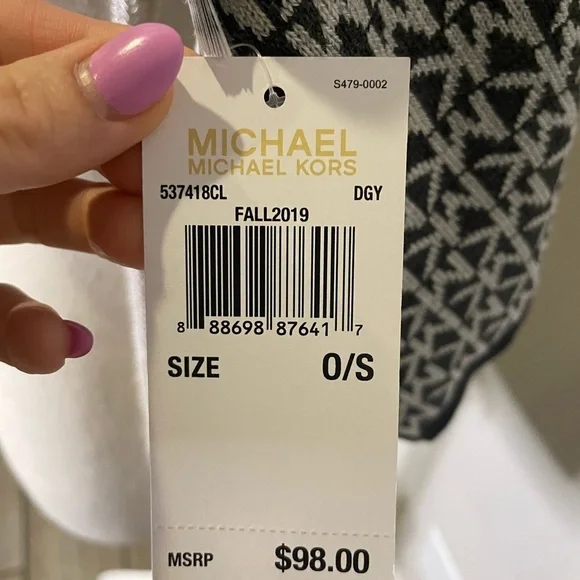 S479-0002
MICHAEL
MICHAEL KORS
537418CL DGY
FALL2019
8 88698 87641 7
SIZE O/S
MSRP $98.00